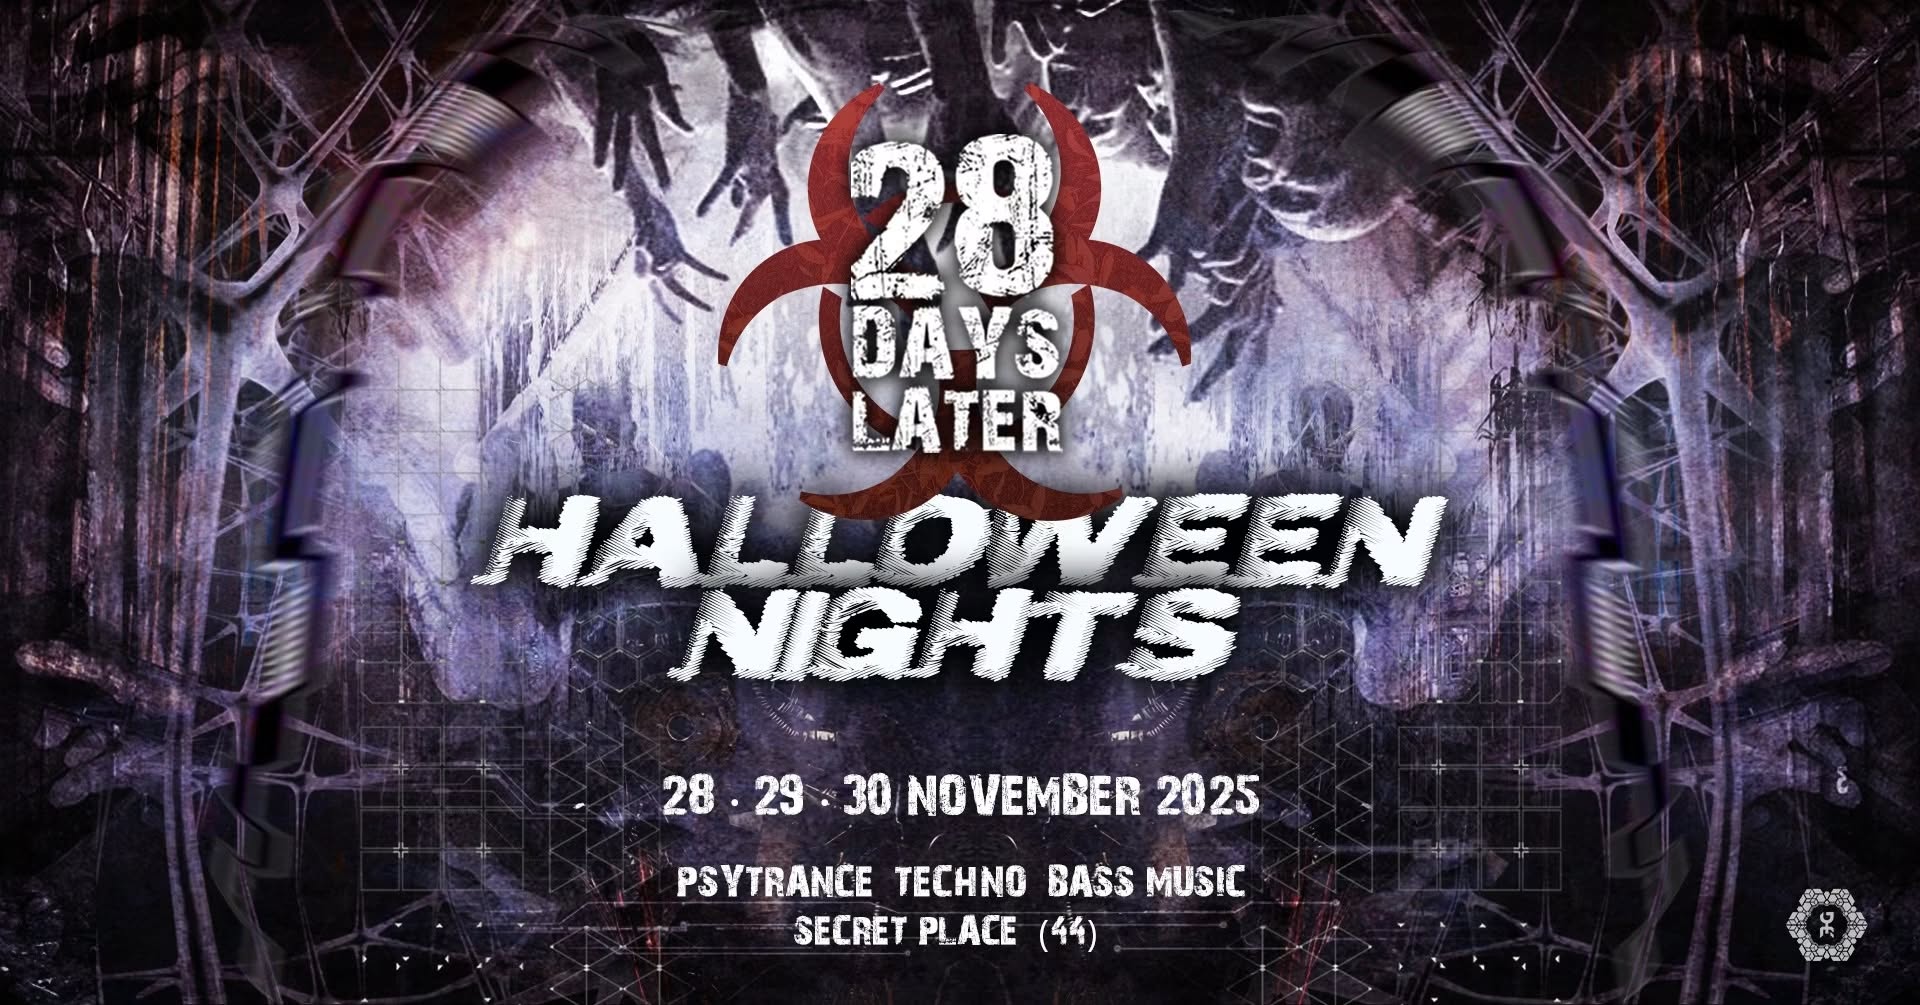 28
DAYS
LATER
HALLOWEEN
NIGHTS
28 . 29 . 30 NOVEMBER 2025
PSYTRANCE TECHNO BASS MUSIC
SECRET PLACE (44)